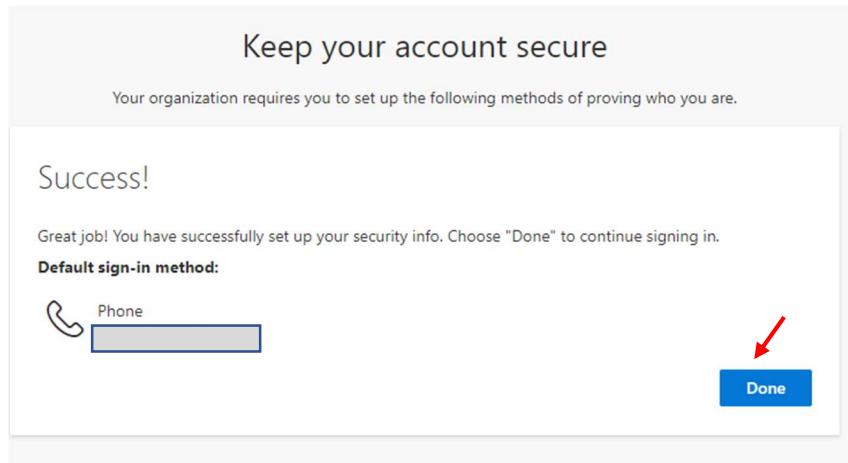 Keep your account secure
Your organization requires you to set up the following methods of proving who you are.
Success!
Great job! You have successfully set up your security info. Choose "Done" to continue signing in.
Default sign-in method:
Phone
Done